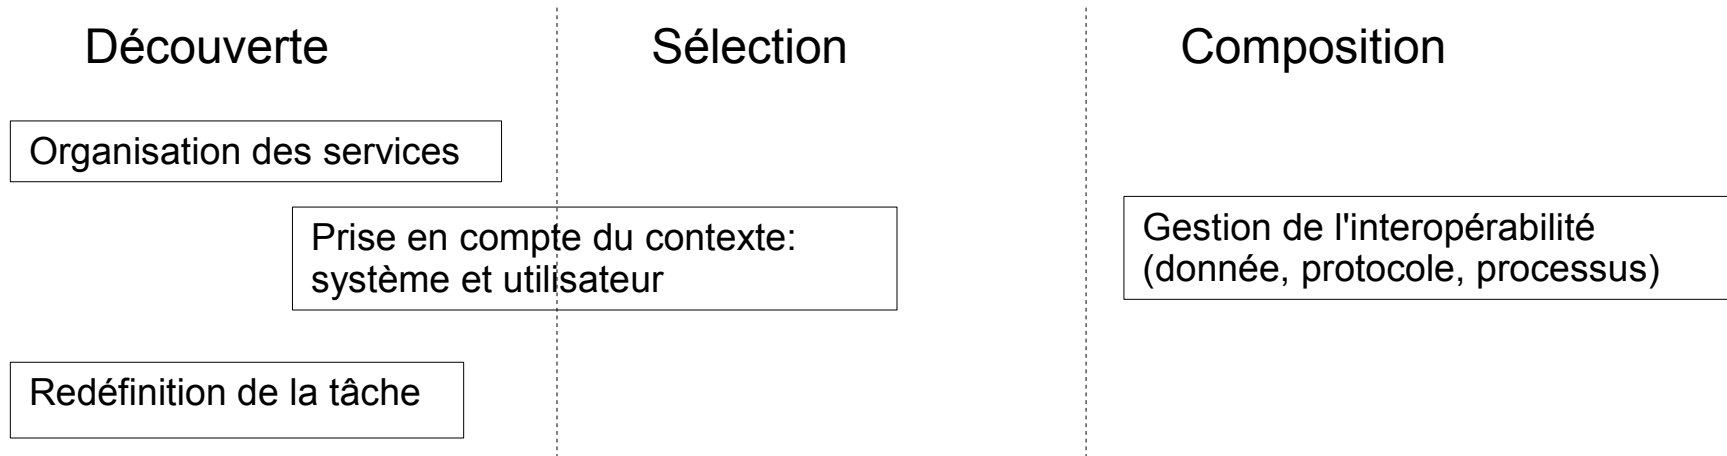 Découverte
Sélection
Composition
Organisation des services
Prise en compte du contexte:
système et utilisateur
Gestion de l'interopérabilité
(donnée, protocole, processus)
Redéfinition de la tâche